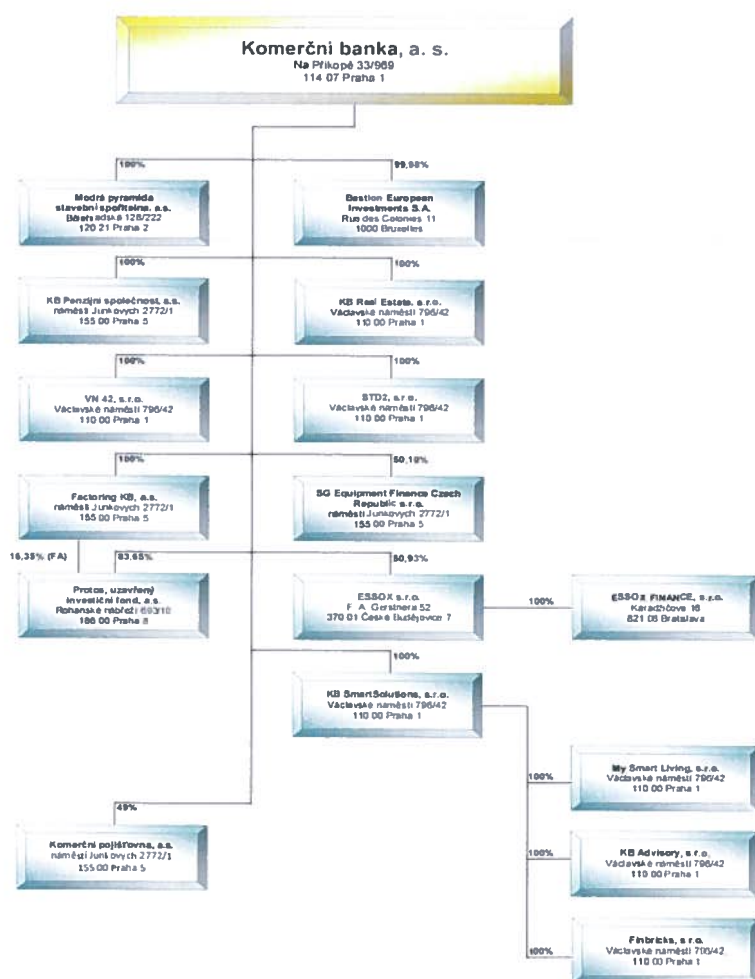 Komerční banka, a. s.
Na Příkopě 33/969
114 07 Praha 1
100%
Modrá pyramida
stavební spořitelna, a.s.
Bělehradská 128/222
120 21 Praha 2
99,98%
Bastion European
Investments S.A.
Rue des Colonies 11
1000 Bruxelles
100%
KB Penzijní společnost, a.s.
náměstí Junkových 2772/1
155 00 Praha 5
100%
KB Real Estate, s.r.o.
Václavské náměstí 796/42
110 00 Praha 1
100%
VN 42, s.r.o.
Václavské náměstí 796/42
110 00 Praha 1
100%
STD2, s.r.o.
Václavské náměstí 796/42
110 00 Praha 1
100%
Factoring KB, a.s.
náměstí Junkových 2772/1
155 00 Praha 5
50,10%
SG Equipment Finance Czech
Republic s.r.o.
náměstí Junkových 2772/1
155 00 Praha 5
16,35% (FA)
83,65%
Protos, uzavřený
investiční fond, a.s.
Rohanské nábřeží 693/10
186 00 Praha 8
50,93%
ESSOX s.r.o.
F. A. Gerstnera 52
370 01 České Budějovice 7
100%
ESSOX FINANCE, s.r.o.
Karadžičova 16
821 08 Bratislava
100%
KB SmartSolutions, s.r.o.
Václavské náměstí 796/42
110 00 Praha 1
100%
My Smart Living, s.r.o.
Václavské náměstí 796/42
110 00 Praha 1
49%
Komerční pojišťovna, a.s.
náměstí Junkových 2772/1
155 00 Praha 5
100%
KB Advisory, s.r.o.
Václavské náměstí 796/42
110 00 Praha 1
100%
Finbricks, s.r.o.
Václavské náměstí 796/42
110 00 Praha 1